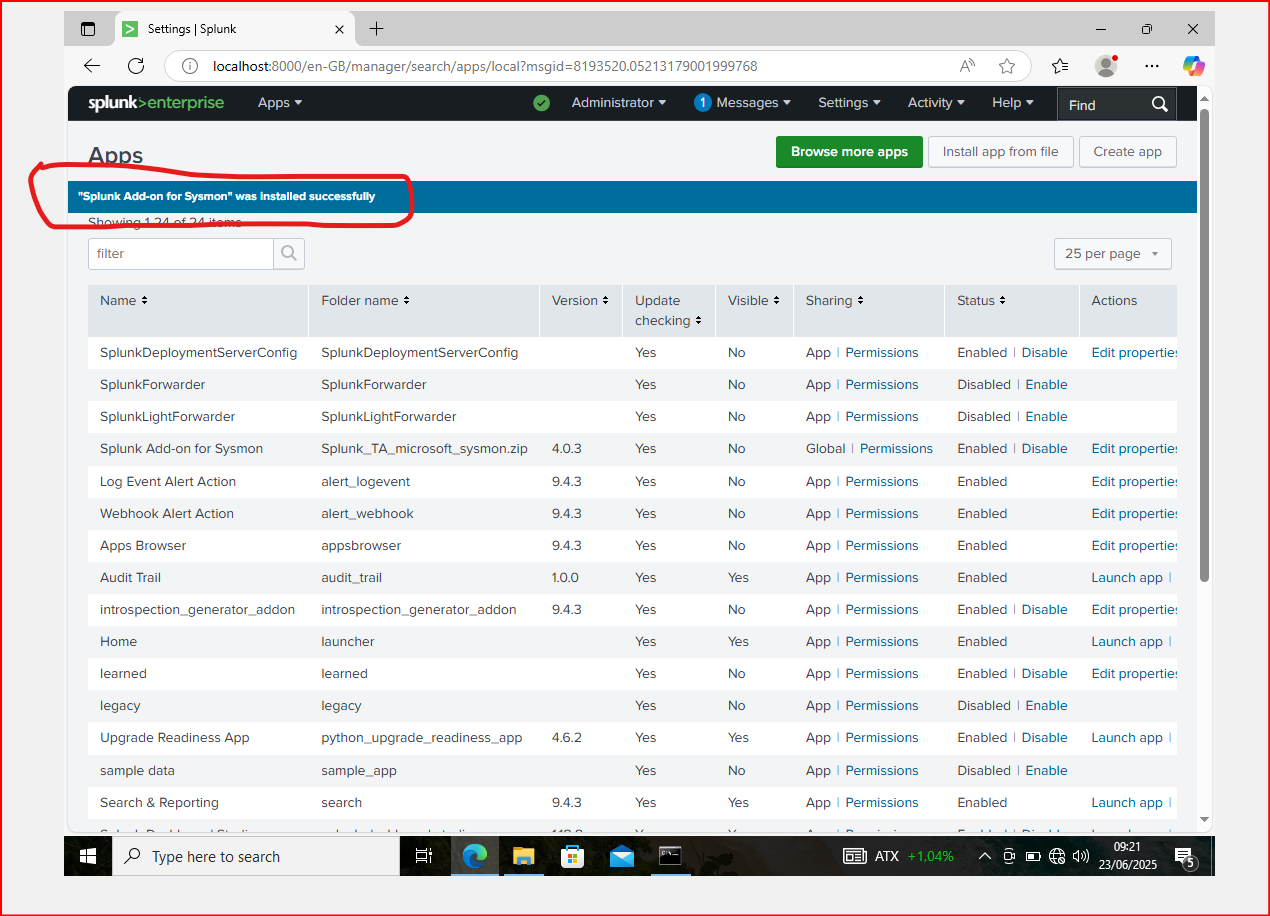 Settings | Splunk
localhost:8000/en-GB/manager/search/apps/local?msgid=8193520.05213179001999768
splunk>enterprise Apps Administrator 1 Messages Settings Activity Help Find
Apps Browse more apps Install app from file Create app
"Splunk Add-on for Sysmon" was installed successfully
Showing 1-24 of 24 items
filter 25 per page
Name Folder name Version Update checking Visible Sharing Status Actions
SplunkDeploymentServerConfig SplunkDeploymentServerConfig Yes No App | Permissions Enabled | Disable Edit properties
SplunkForwarder SplunkForwarder Yes No App | Permissions Disabled | Enable
SplunkLightForwarder SplunkLightForwarder Yes No App | Permissions Disabled | Enable
Splunk Add-on for Sysmon Splunk_TA_microsoft_sysmon.zip 4.0.3 Yes No Global | Permissions Enabled | Disable Edit properties
Log Event Alert Action alert_logevent 9.4.3 Yes No App | Permissions Enabled Edit properties
Webhook Alert Action alert_webhook 9.4.3 Yes No App | Permissions Enabled Edit properties
Apps Browser appsbrowser 9.4.3 Yes No App | Permissions Enabled Edit properties
Audit Trail audit_trail 1.0.0 Yes Yes App | Permissions Enabled Launch app |
introspection_generator_addon introspection_generator_addon 9.4.3 Yes No App | Permissions Enabled | Disable Edit properties
Home launcher Yes Yes App | Permissions Enabled Launch app |
learned learned Yes No App | Permissions Enabled | Disable Edit properties
legacy legacy Yes No App | Permissions Disabled | Enable
Upgrade Readiness App python_upgrade_readiness_app 4.6.2 Yes Yes App | Permissions Enabled | Disable Launch app |
sample data sample_app Yes No App | Permissions Disabled | Enable
Search & Reporting search 9.4.3 Yes Yes App | Permissions Enabled Launch app |
Type here to search ATX +1,04% 09:21
23/06/2025 5